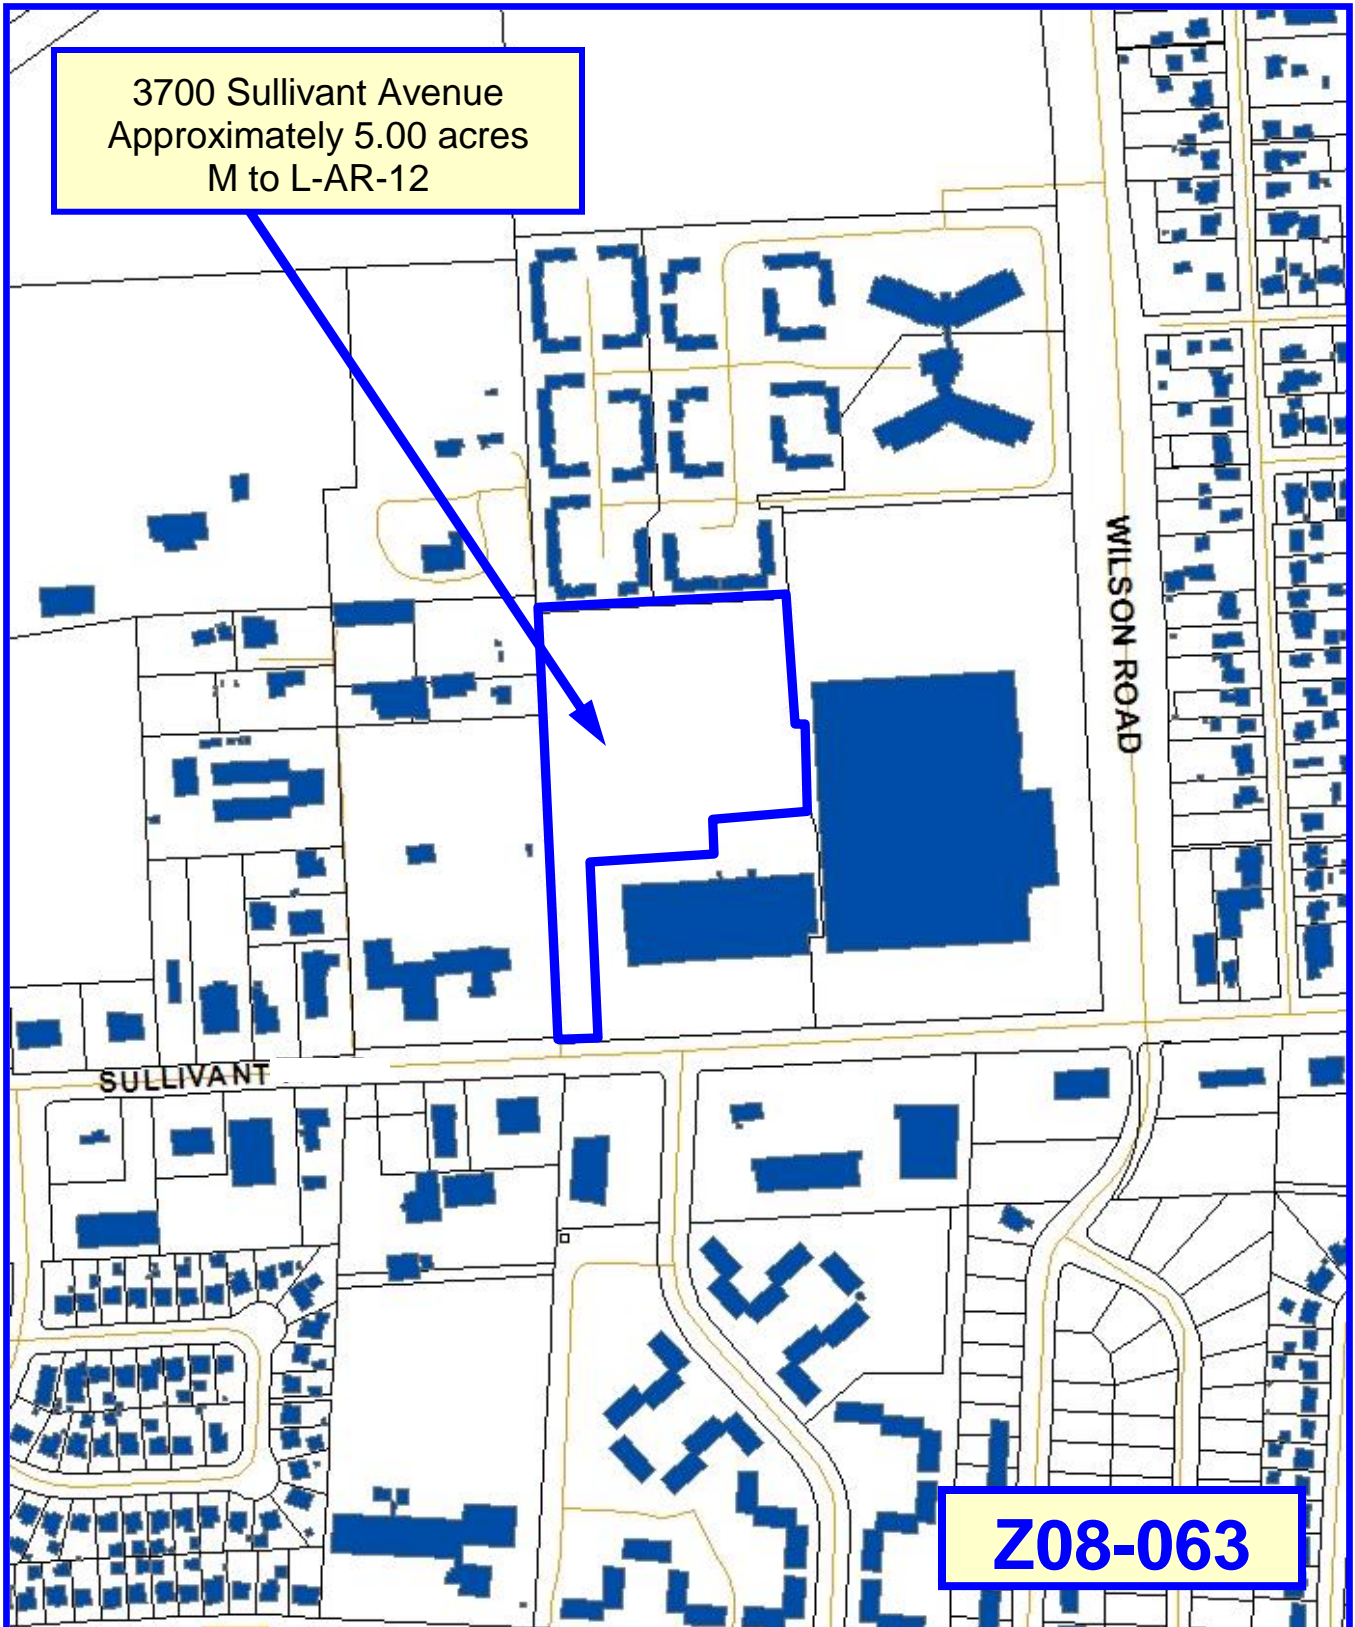 3700 Sullivant Avenue
Approximately 5.00 acres
M to L-AR-12
WILSON ROAD
SULLIVANT
Z08-063